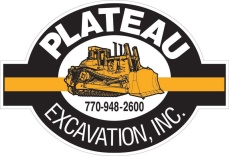 PLATEAU
770-948-2600
EXCAVATION, INC.